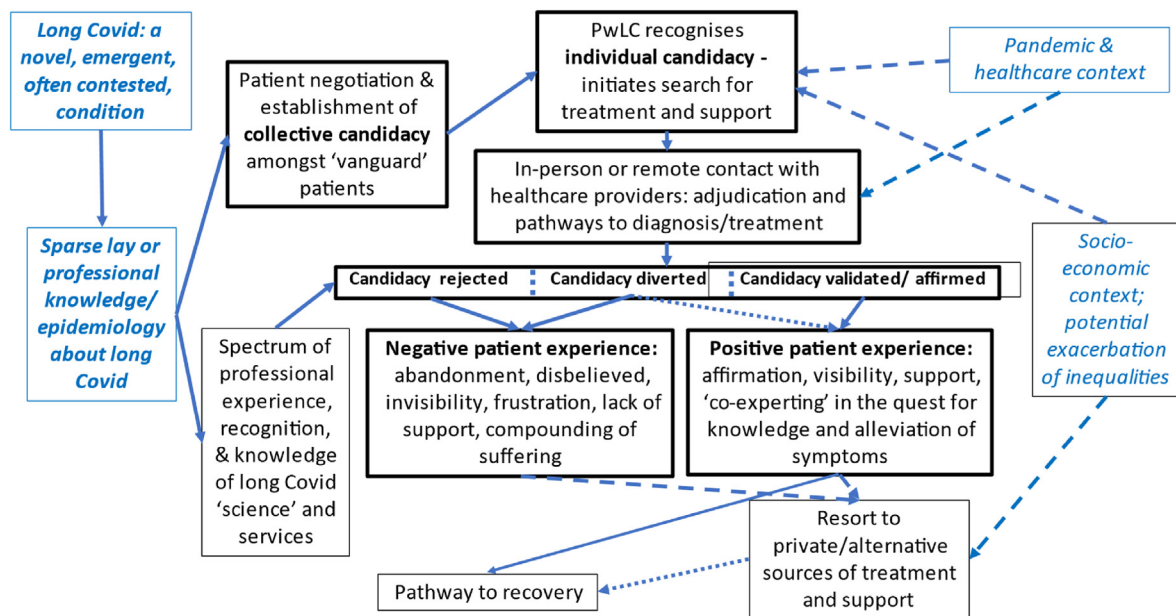 Long Covid: a
novel, emergent,
often contested,
condition
Sparse lay or
professional
knowledge/
epidemiology
about long
Covid
Patient negotiation &
establishment of
collective candidacy
amongst ‘vanguard’
patients
Spectrum of
professional
experience,
recognition,
& knowledge
of long Covid
‘science’ and
services
PwLC recognises
individual candidacy -
initiates search for
treatment and support
In-person or remote contact with
healthcare providers: adjudication and
pathways to diagnosis/treatment
Candidacy rejected
Candidacy diverted
Candidacy validated/ affirmed
Negative patient experience:
abandonment, disbelieved,
invisibility, frustration, lack of
support, compounding of
suffering
Positive patient experience:
affirmation, visibility, support,
‘co-experting’ in the quest for
knowledge and alleviation of
symptoms
Pathway to recovery
Resort to
private/alternative
sources of treatment
and support
Pandemic &
healthcare context
Socio-
economic
context;
potential
exacerbation
of inequalities